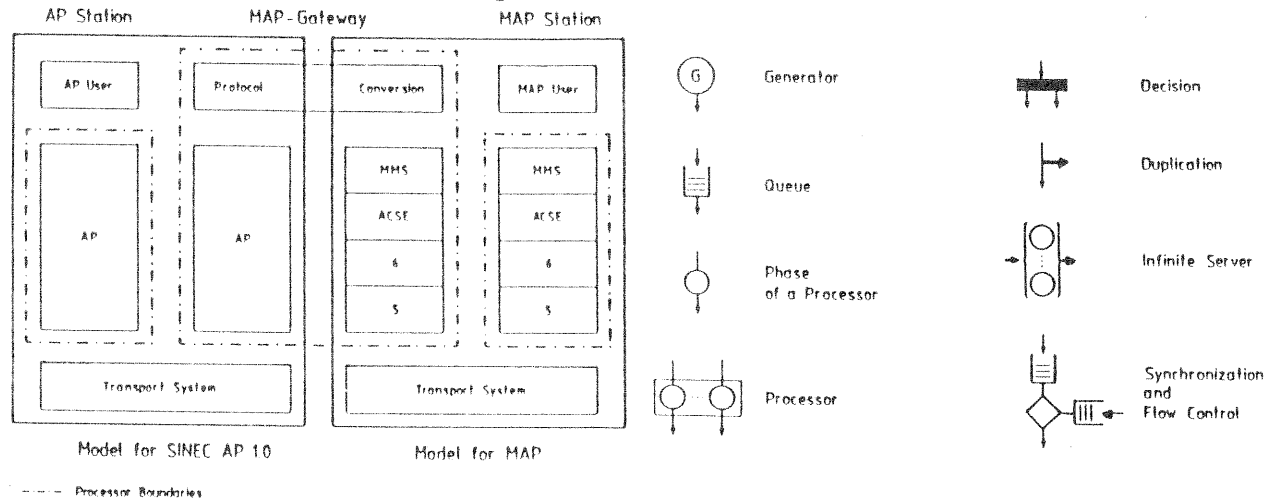 AP Station
MAP-Gateway
MAP Station
AP User
Protocol
Conversion
MAP User
AP
AP
MMS
ACSE
6
5
MMS
ACSE
6
5
Transport System
Transport System
Model for SINEC AP 1.0
Model for MAP
Processor Boundaries
G
Generator
Queue
Phase
of a Processor
Processor
Decision
Duplication
Infinite Server
Synchronization
and
Flow Control